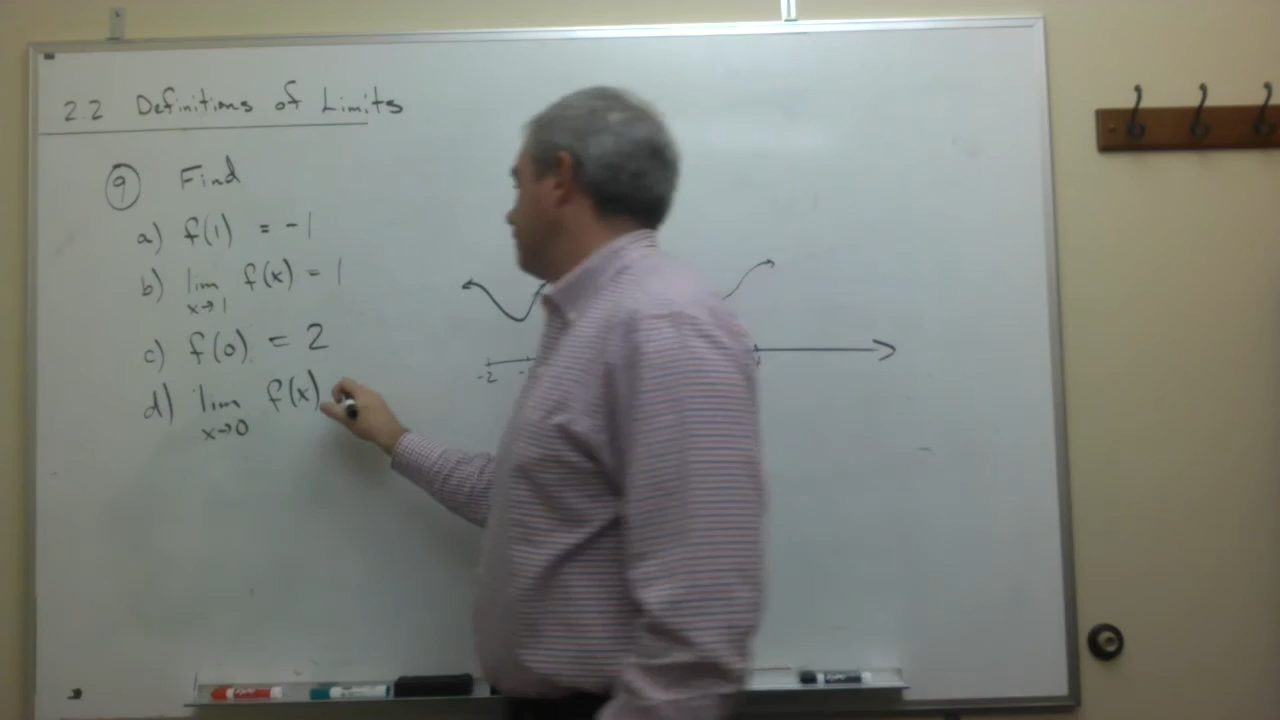 2.2 Definitions of Limits
9 Find
a) f(1) = -1
b) lim f(x) = 1
x→1
c) f(0) = 2
d) lim f(x)
x→0
-2